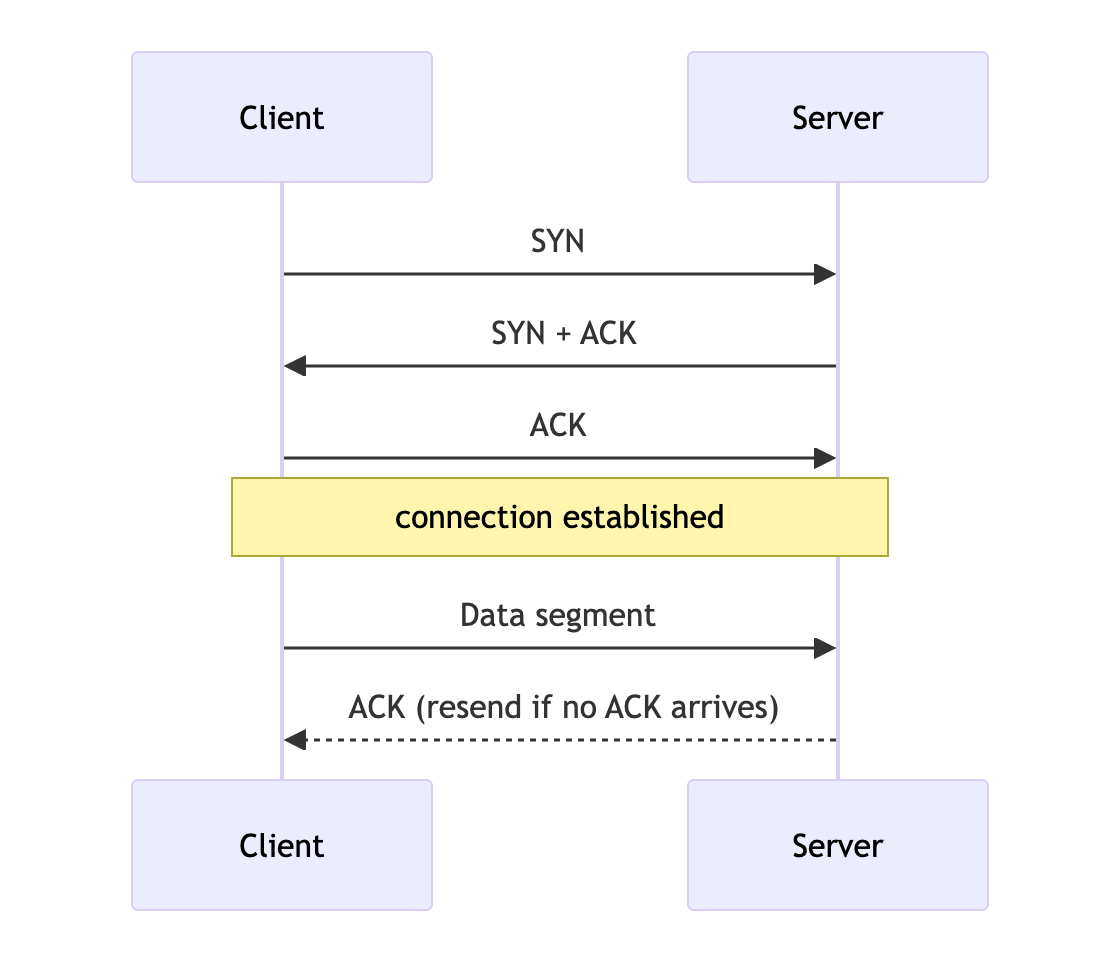 Client
Server
SYN
SYN + ACK
ACK
connection established
Data segment
ACK (resend if no ACK arrives)
Client
Server